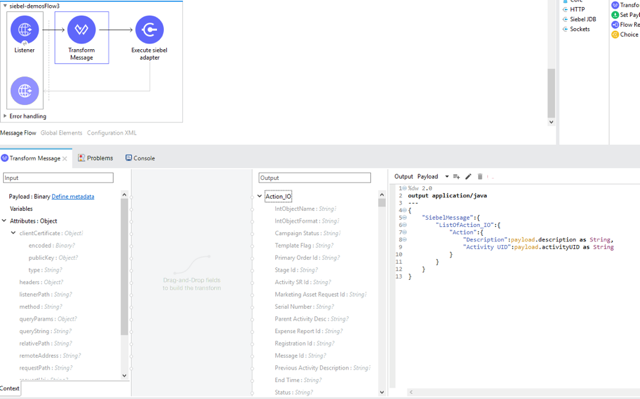 siebel-demosFlow3
Listener
Transform Message
Execute siebel adapter
Error handling
Message Flow Global Elements Configuration XML
HTTP
Siebel JDB
Sockets
Transfo
Set Payl
Flow Re
Choice
Transform Message
Problems
Console
Input
Payload : Binary Define metadata
Variables
Attributes : Object
clientCertificate : Object?
encoded : Binary?
publicKey : Object?
type : String?
headers : Object?
listenerPath : String?
method : String?
queryParams : Object?
queryString : String?
relativePath : String?
remoteAddress : String?
requestPath : String?
Context
Drag-and-Drop fields
to build the transform
Output
Action_IO
IntObjectName : String?
IntObjectFormat : String?
Campaign Status : String?
Template Flag : String?
Primary Order Id : String?
Stage Id : String?
Activity SR Id : String?
Marketing Asset Request Id : String?
Serial Number : String?
Parent Activity Desc : String?
Expense Report Id : String?
Registration Id : String?
Message Id : String?
Previous Activity Description : String?
End Time : String?
Status : String?
Output Payload
1 %dw 2.0
2 output application/java
3 ---
4 {
5 "SiebelMessage":{
6 "ListOfAction_IO":{
7 "Action":{
8 "Description":payload.description as String,
9 "Activity UID":payload.activityUID as String
10 }
11 }
12 }
13 }